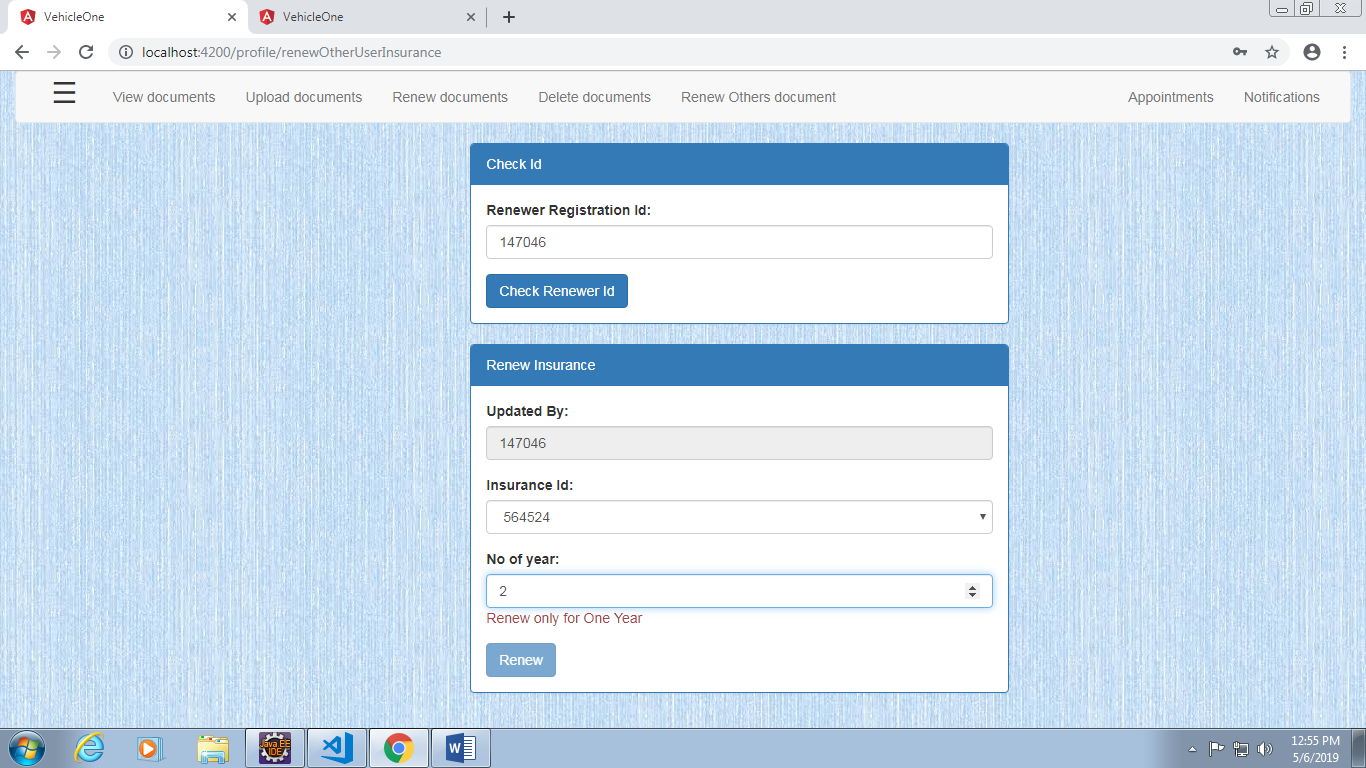 VehicleOne
VehicleOne
localhost:4200/profile/renewOtherUserInsurance
View documents Upload documents Renew documents Delete documents Renew Others document Appointments Notifications
Check Id
Renewer Registration Id:
147046
Check Renewer Id
Renew Insurance
Updated By:
147046
Insurance Id:
564524
No of year:
2
Renew only for One Year
Renew
Java EE
IDE
W
12:55 PM
5/6/2019